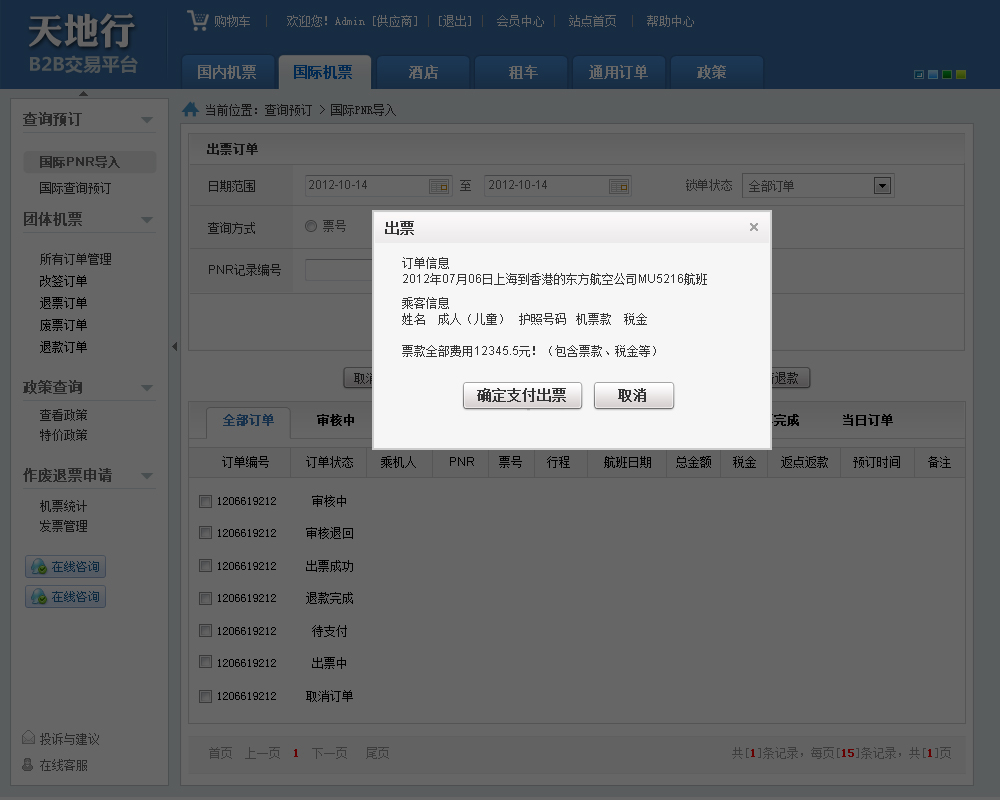 天地行
B2B交易平台
购物车 欢迎您! Admin [供应商] [退出] 会员中心 站点首页 帮助中心
国内机票 国际机票 酒店 租车 通用订单 政策
当前位置: 查询预订 > 国际PNR导入
查询预订
国际PNR导入
国际查询预订
团体机票
所有订单管理
改签订单
退票订单
废票订单
退款订单
政策查询
查看政策
特价政策
作废退票申请
机票统计
发票管理
在线咨询
在线咨询
投诉与建议
在线客服
出票订单
日期范围 2012-10-14 至 2012-10-14 锁单状态 全部订单
查询方式 票号
PNR记录编号
出票 ×
订单信息
2012年07月06日上海到香港的东方航空公司MU5216航班
乘客信息
姓名 成人（儿童） 护照号码 机票款 税金
票款全部费用12345.5元! （包含票款、税金等）
确定支付出票 取消
退款
全部订单 审核中 完成 当日订单
订单编号 订单状态 乘机人 PNR 票号 行程 航班日期 总金额 税金 返点返款 预订时间 备注
1206619212 审核中
1206619212 审核退回
1206619212 出票成功
1206619212 退款完成
1206619212 待支付
1206619212 出票中
1206619212 取消订单
首页 上一页 1 下一页 尾页 共[1]条记录, 每页[15]条记录, 共[1]页